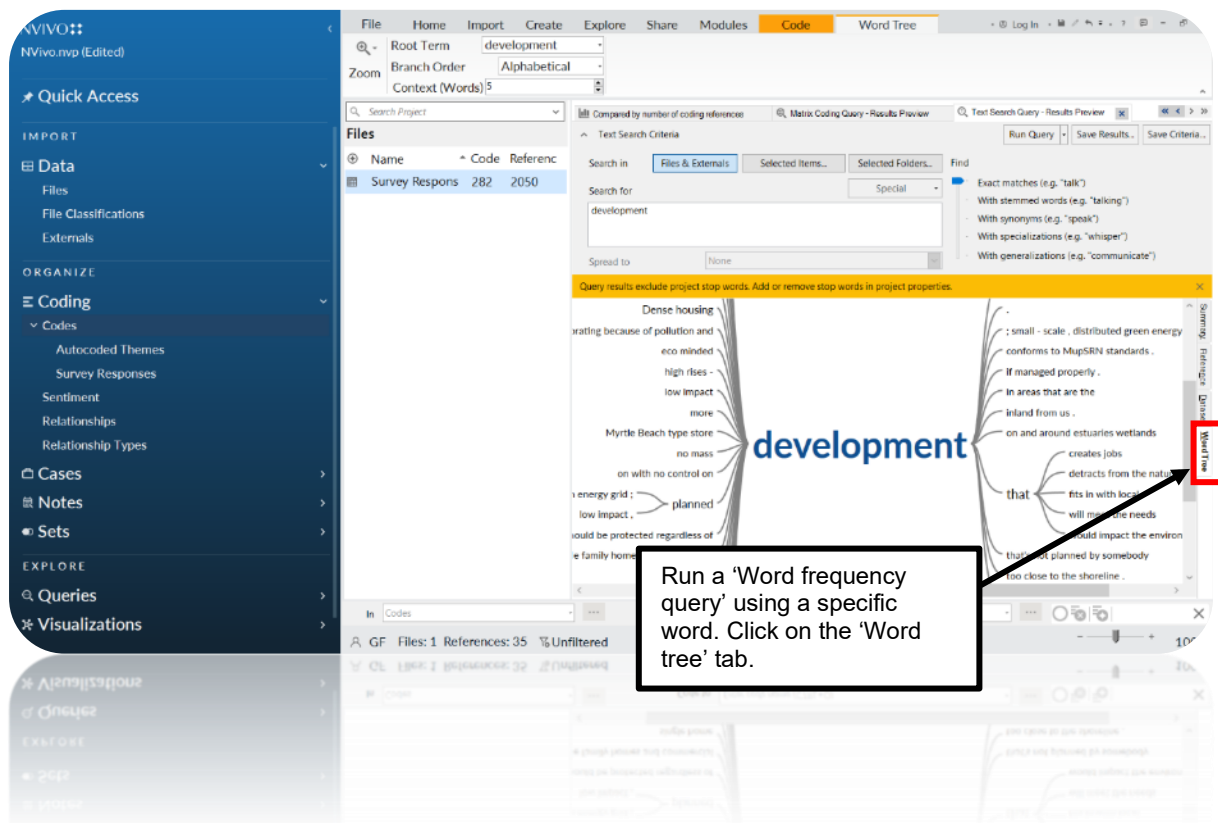 NVIVO
NVivo.nvp (Edited)
Quick Access
IMPORT
Data
Files
File Classifications
Externals
ORGANIZE
Coding
Codes
Autocoded Themes
Survey Responses
Sentiment
Relationships
Relationship Types
Cases
Notes
Sets
EXPLORE
Queries
Visualizations
File Home Import Create Explore Share Modules Code Word Tree Log In
Zoom
Root Term development
Branch Order Alphabetical
Context (Words) 5
Search Project
Files
Name Code Referenc
Survey Respons 282 2050
Compared by number of coding references Matrix Coding Query - Results Preview Text Search Query - Results Preview
Text Search Criteria Run Query Save Results... Save Criteria...
Search in Files & Externals Selected Items... Selected Folders... Find
Search for Special
development
Spread to None
Exact matches (e.g. "talk")
With stemmed words (e.g. "talking")
With synonyms (e.g. "speak")
With specializations (e.g. "whisper")
With generalizations (e.g. "communicate")
Query results exclude project stop words. Add or remove stop words in project properties.
Dense housing
rating because of pollution and
eco minded
high rises -
low impact
more
Myrtle Beach type store
no mass
on with no control on
energy grid ;
low impact ,
planned
ould be protected regardless of
e family home
development
.
; small - scale , distributed green energy
conforms to MupSRN standards .
if managed properly .
in areas that are the
inland from us .
on and around estuaries wetlands
that
creates jobs
detracts from the natu
fits in with loca
will mee the needs
ould impact the environ
that's not planned by somebody
too close to the shoreline .
Summary
Reference
Dataset
Word Tree
Run a ‘Word frequency
query’ using a specific
word. Click on the ‘Word
tree’ tab.
In Codes
GF Files: 1 References: 35 Unfiltered